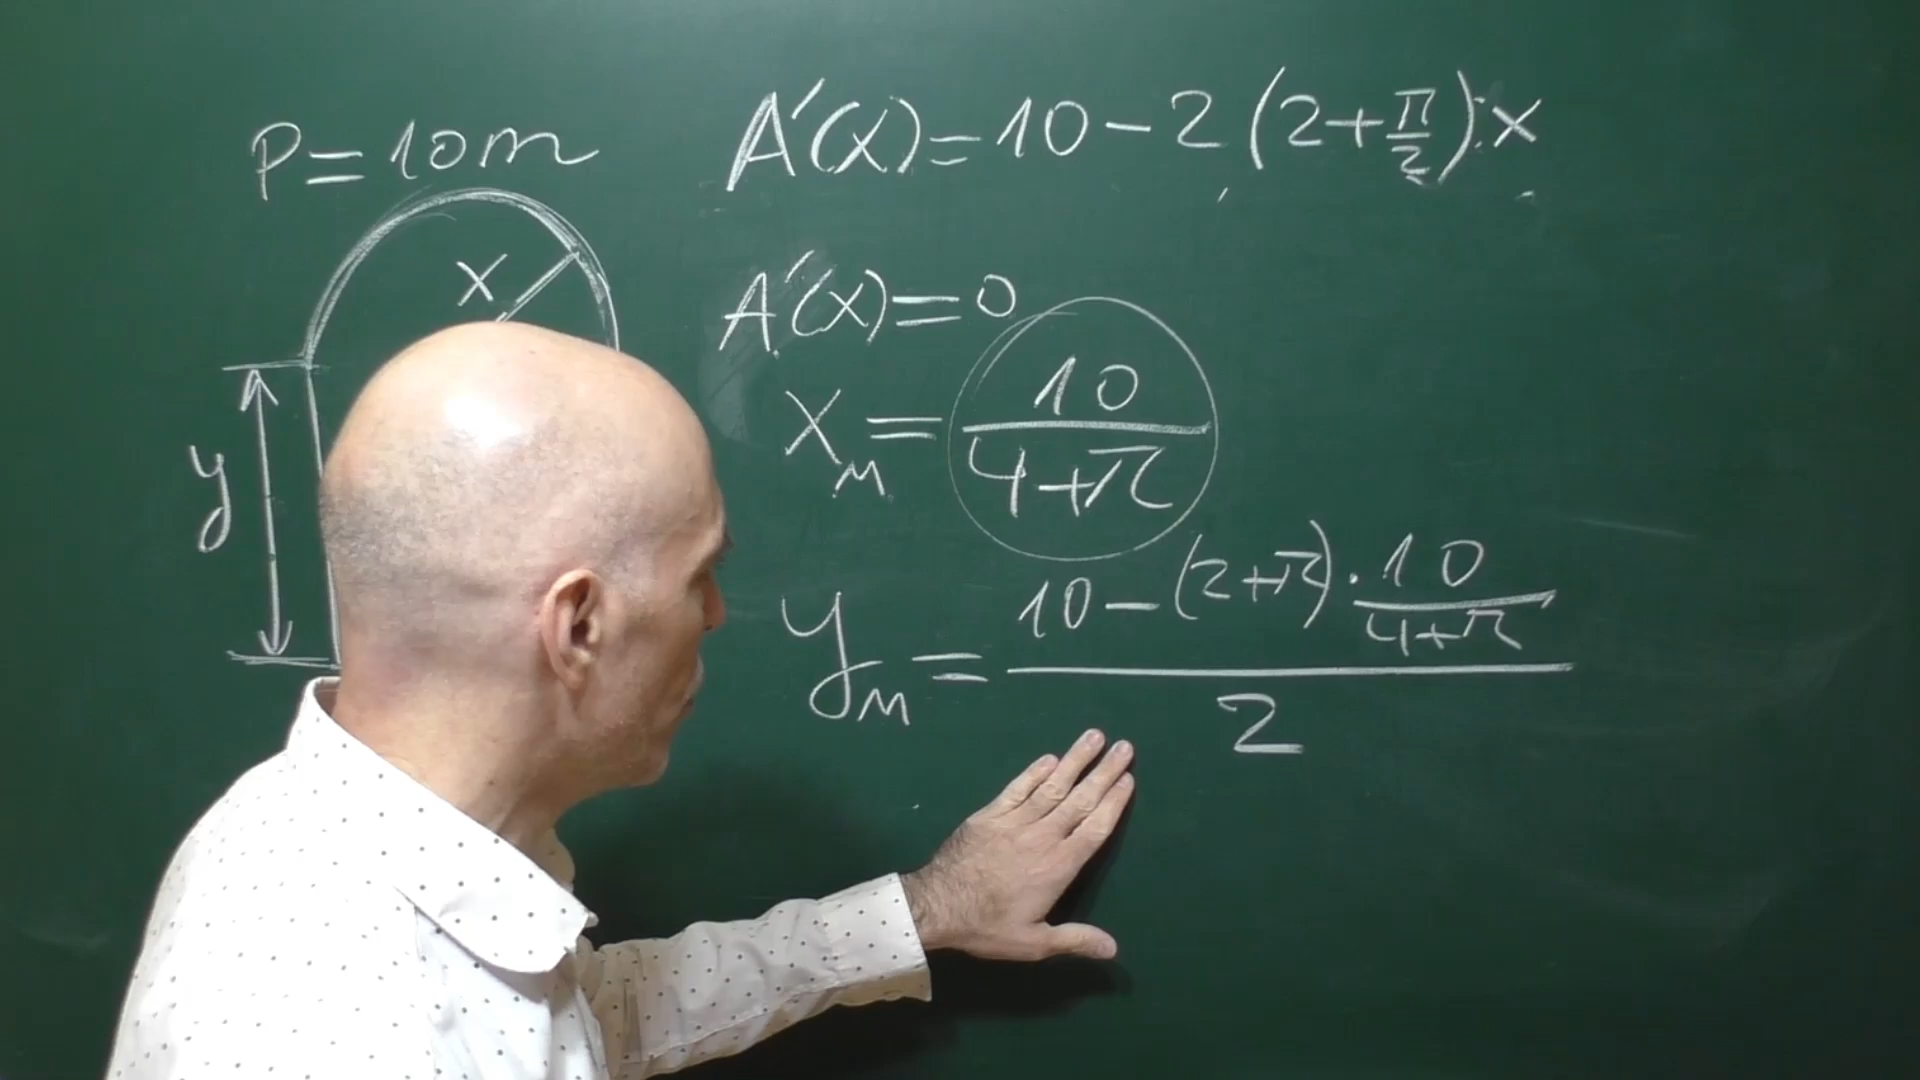 P=10m
x
y
A'(x)=10-2(2+π/2)·x
A'(x)=0
x_M=10/(4+π)
y_M=(10-(2+π)·10/(4+π))/2